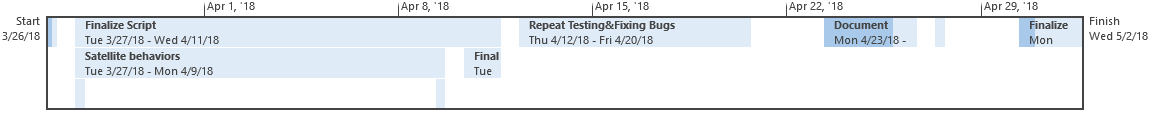 Apr 1, '18 Apr 8, '18 Apr 15, '18 Apr 22, '18 Apr 29, '18
Start
3/26/18
Finalize Script
Tue 3/27/18 - Wed 4/11/18
Repeat Testing&Fixing Bugs
Thu 4/12/18 - Fri 4/20/18
Document
Mon 4/23/18 -
Finalize
Mon
Finish
Wed 5/2/18
Satellite behaviors
Tue 3/27/18 - Mon 4/9/18
Final
Tue